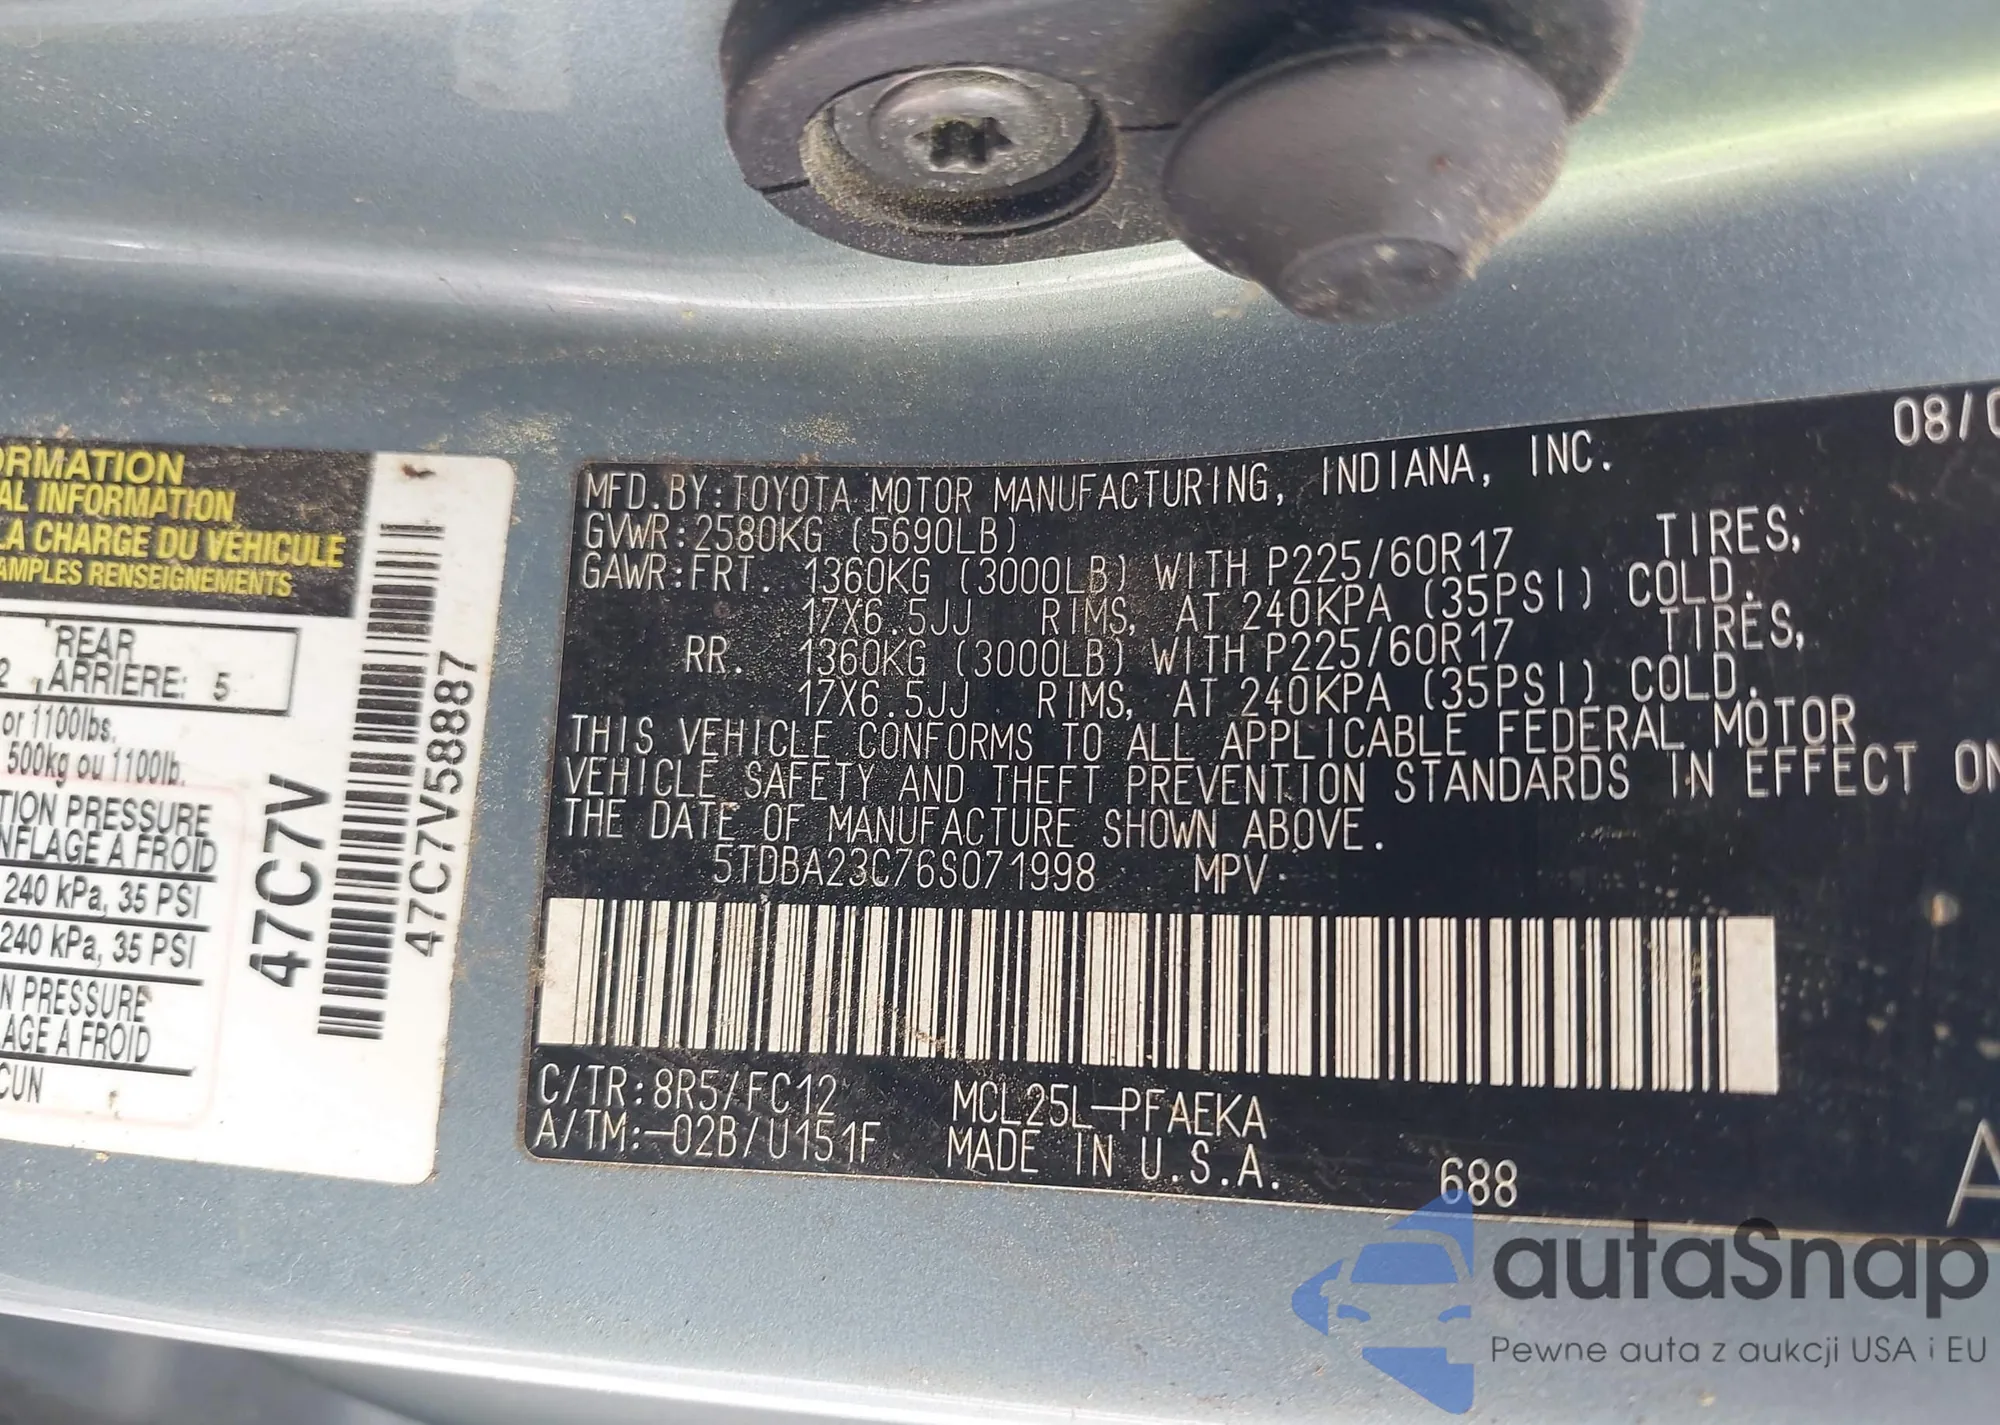 ORMATION
AL INFORMATION
LA CHARGE DU VÉHICULE
AMPLES RENSEIGNEMENTS
REAR
2 ARRIERE: 5
or 1100lbs.
500kg ou 1100lb.
TION PRESSURE
NFLAGE A FROID
240 kPa, 35 PSI
240 kPa, 35 PSI
N PRESSURE
LAGE A FROID
CUN
47C7V
47C7V58887
08/0
MFD.BY:TOYOTA MOTOR MANUFACTURING, INDIANA, INC.
GVWR:2580KG (5690LB)
GAWR:FRT. 1360KG (3000LB) WITH P225/60R17 TIRES,
17X6.5JJ RIMS, AT 240KPA (35PSI) COLD.
RR. 1360KG (3000LB) WITH P225/60R17 TIRES,
17X6.5JJ RIMS, AT 240KPA (35PSI) COLD.
THIS VEHICLE CONFORMS TO ALL APPLICABLE FEDERAL MOTOR
VEHICLE SAFETY AND THEFT PREVENTION STANDARDS IN EFFECT ON
THE DATE OF MANUFACTURE SHOWN ABOVE.
5TDBA23C76S071998 MPV
C/TR:8R5/FC12 MCL25L-PFAEKA
A/TM:-02B/U151F MADE IN U.S.A.
688
A
autaSnap
Pewne auta z aukcji USA i EU